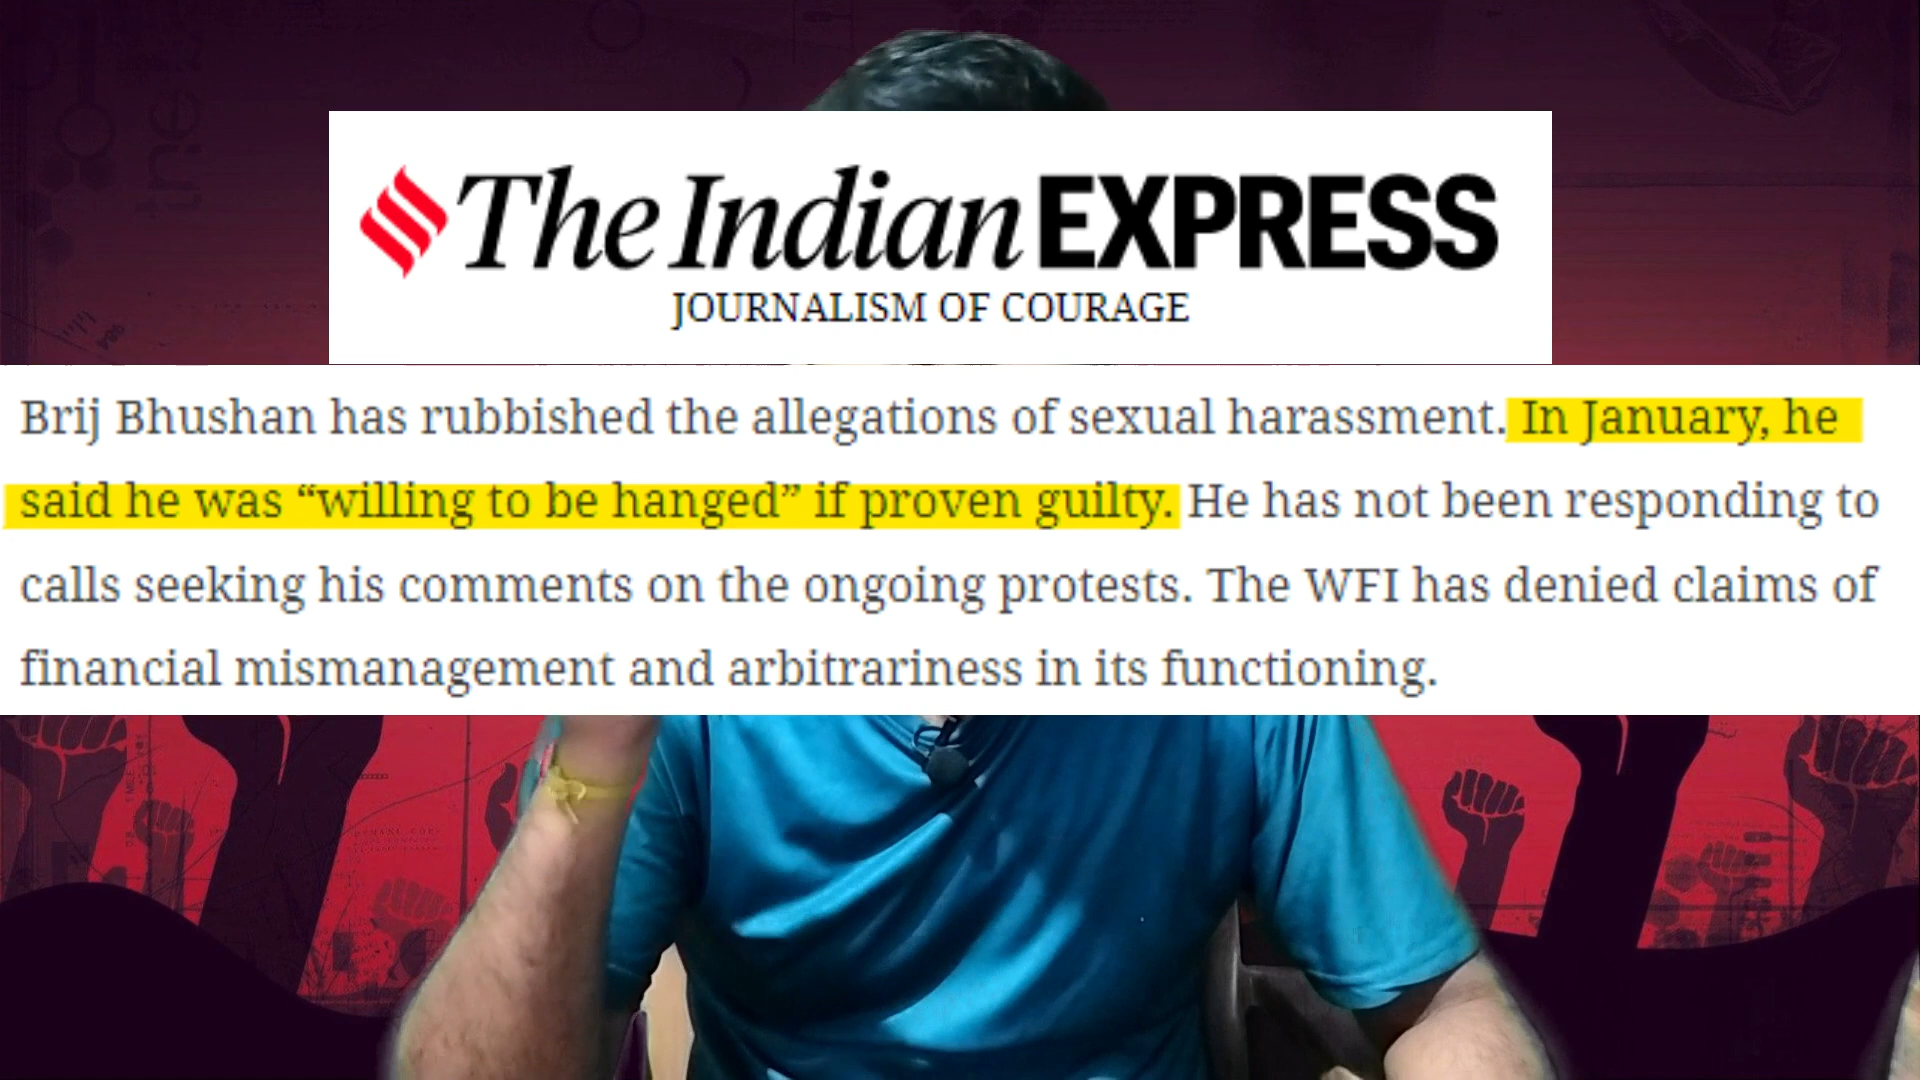 The Indian EXPRESS
JOURNALISM OF COURAGE
Brij Bhushan has rubbished the allegations of sexual harassment. In January, he
said he was “willing to be hanged” if proven guilty. He has not been responding to
calls seeking his comments on the ongoing protests. The WFI has denied claims of
financial mismanagement and arbitrariness in its functioning.